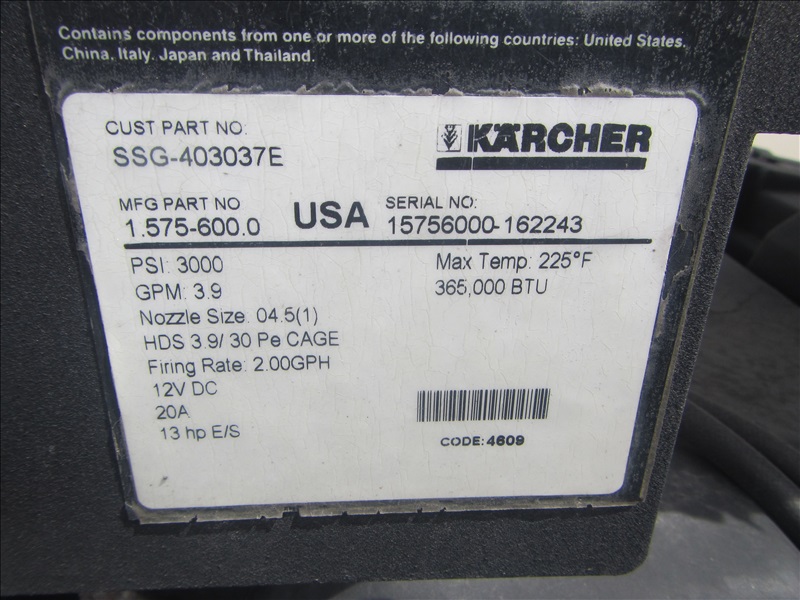 Contains components from one or more of the following countries: United States,
China, Italy, Japan and Thailand.
CUST PART NO:
SSG-403037E
KÄRCHER
MFG PART NO
1.575-600.0
USA
SERIAL NO:
15756000-162243
PSI: 3000
Max Temp: 225°F
GPM: 3.9
365,000 BTU
Nozzle Size: 04.5(1)
HDS 3.9/ 30 Pe CAGE
Firing Rate: 2.00GPH
12V DC
20A
13 hp E/S
CODE: 4609